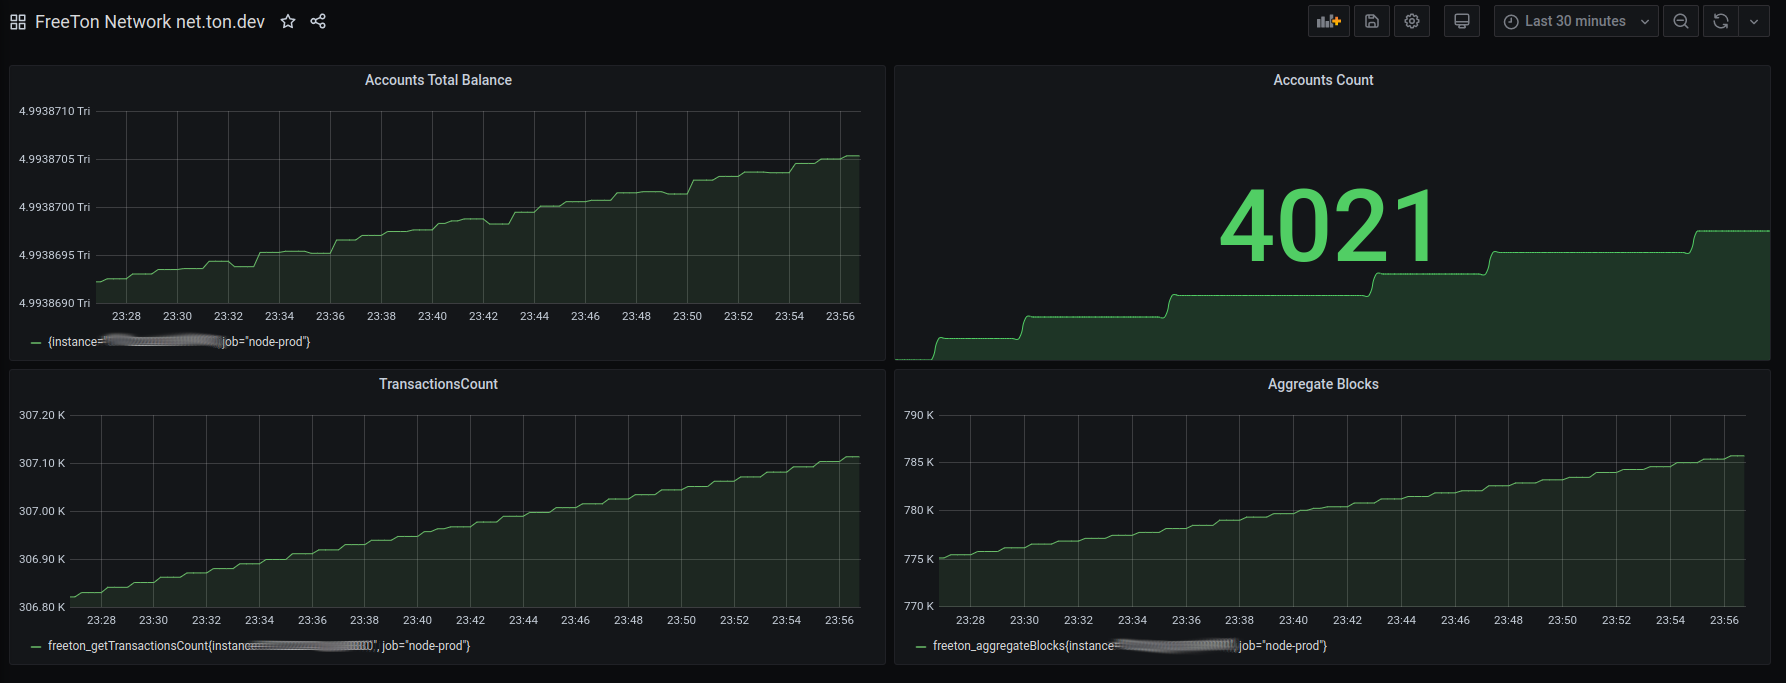 FreeTon Network net.ton.dev
Last 30 minutes
Accounts Total Balance
4.9938710 Tri
4.9938705 Tri
4.9938700 Tri
4.9938695 Tri
4.9938690 Tri
23:28 23:30 23:32 23:34 23:36 23:38 23:40 23:42 23:44 23:46 23:48 23:50 23:52 23:54 23:56
{instance= job="node-prod"}
Accounts Count
4021
TransactionsCount
307.20 K
307.10 K
307.00 K
306.90 K
306.80 K
23:28 23:30 23:32 23:34 23:36 23:38 23:40 23:42 23:44 23:46 23:48 23:50 23:52 23:54 23:56
freeton_getTransactionsCount{instance= ", job="node-prod"}
Aggregate Blocks
790 K
785 K
780 K
775 K
770 K
23:28 23:30 23:32 23:34 23:36 23:38 23:40 23:42 23:44 23:46 23:48 23:50 23:52 23:54 23:56
freeton_aggregateBlocks{instance= job="node-prod"}